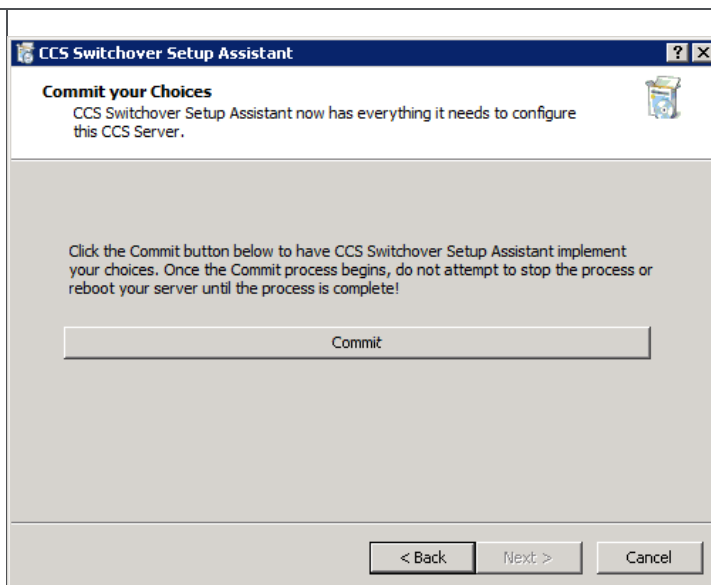 CCS Switchover Setup Assistant
Commit your Choices
CCS Switchover Setup Assistant now has everything it needs to configure
this CCS Server.
Click the Commit button below to have CCS Switchover Setup Assistant implement
your choices. Once the Commit process begins, do not attempt to stop the process or
reboot your server until the process is complete!
Commit
< Back Next > Cancel